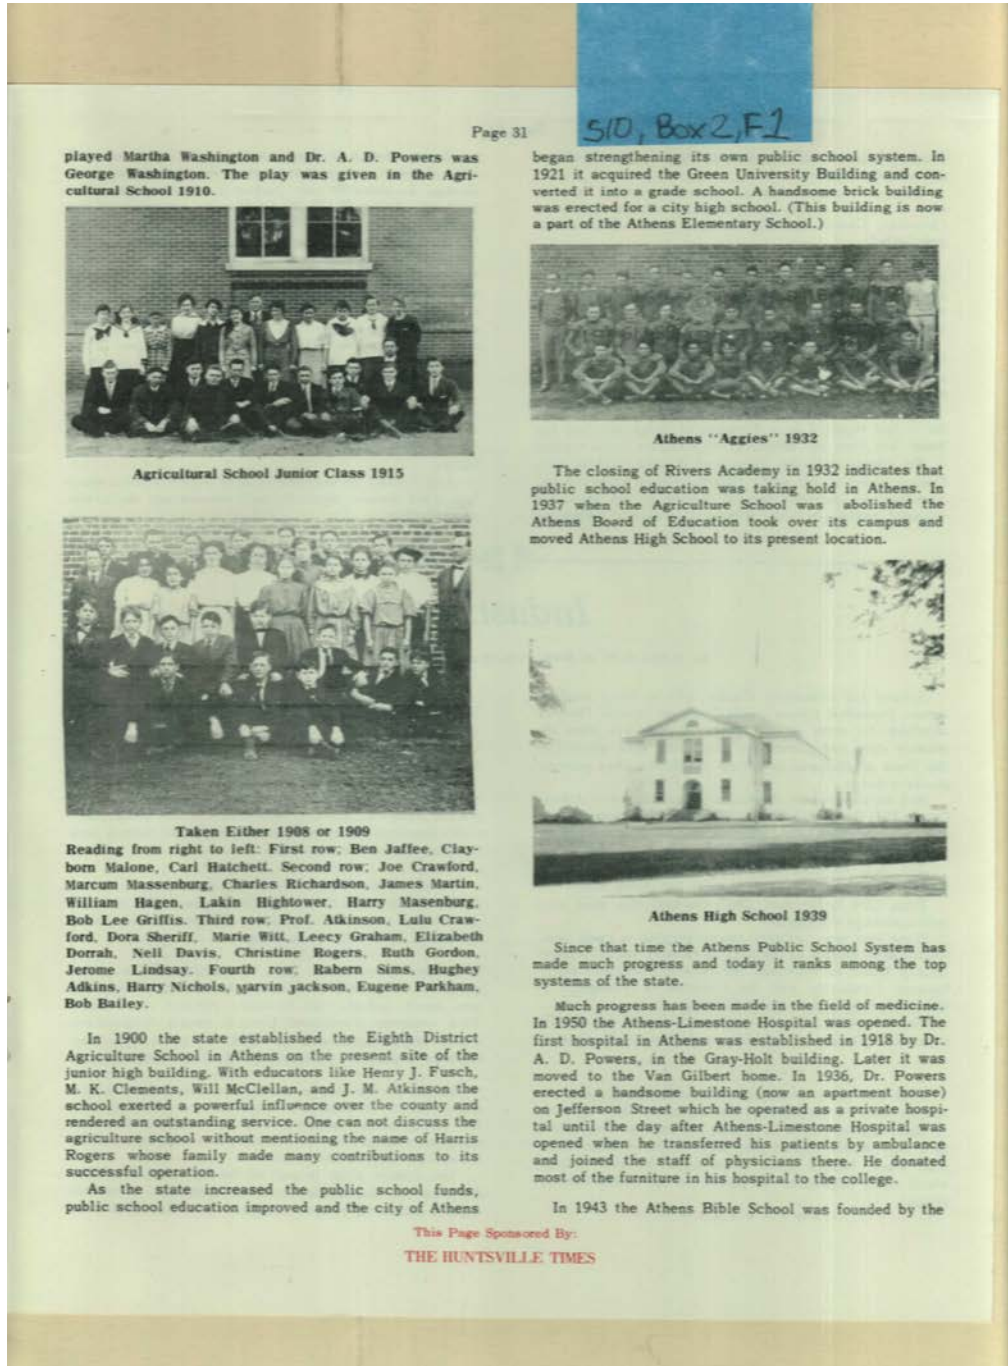 Page 31
S10, Box 2, F1
played Martha Washington and Dr. A. D. Powers was
George Washington. The play was given in the Agri-
cultural School 1910.
Agricultural School Junior Class 1915
Taken Either 1908 or 1909
Reading from right to left: First row; Ben Jaffee, Clay-
born Malone, Carl Hatchett. Second row; Joe Crawford,
Marcum Massenburg, Charles Richardson, James Martin,
William Hagen, Lakin Hightower, Harry Masenburg,
Bob Lee Griffis. Third row; Prof. Atkinson, Lulu Craw-
ford, Dora Sheriff, Marie Witt, Leecy Graham, Elizabeth
Dorrah, Nell Davis, Christine Rogers, Ruth Gordon,
Jerome Lindsay. Fourth row; Rabern Sims, Hughey
Adkins, Harry Nichols, Marvin Jackson, Eugene Parkham,
Bob Bailey.
In 1900 the state established the Eighth District
Agriculture School in Athens on the present site of the
junior high building. With educators like Henry J. Fusch,
M. K. Clements, Will McClellan, and J. M. Atkinson the
school exerted a powerful influence over the county and
rendered an outstanding service. One can not discuss the
agriculture school without mentioning the name of Harris
Rogers whose family made many contributions to its
successful operation.
As the state increased the public school funds,
public school education improved and the city of Athens
began strengthening its own public school system. In
1921 it acquired the Green University Building and con-
verted it into a grade school. A handsome brick building
was erected for a city high school. (This building is now
a part of the Athens Elementary School.)
Athens "Aggies" 1932
The closing of Rivers Academy in 1932 indicates that
public school education was taking hold in Athens. In
1937 when the Agriculture School was abolished the
Athens Board of Education took over its campus and
moved Athens High School to its present location.
Athens High School 1939
Since that time the Athens Public School System has
made much progress and today it ranks among the top
systems of the state.
Much progress has been made in the field of medicine.
In 1950 the Athens-Limestone Hospital was opened. The
first hospital in Athens was established in 1918 by Dr.
A. D. Powers, in the Gray-Holt building. Later it was
moved to the Van Gilbert home. In 1936, Dr. Powers
erected a handsome building (now an apartment house)
on Jefferson Street which he operated as a private hospi-
tal until the day after Athens-Limestone Hospital was
opened when he transferred his patients by ambulance
and joined the staff of physicians there. He donated
most of the furniture in his hospital to the college.
In 1943 the Athens Bible School was founded by the
This Page Sponsored By:
THE HUNTSVILLE TIMES